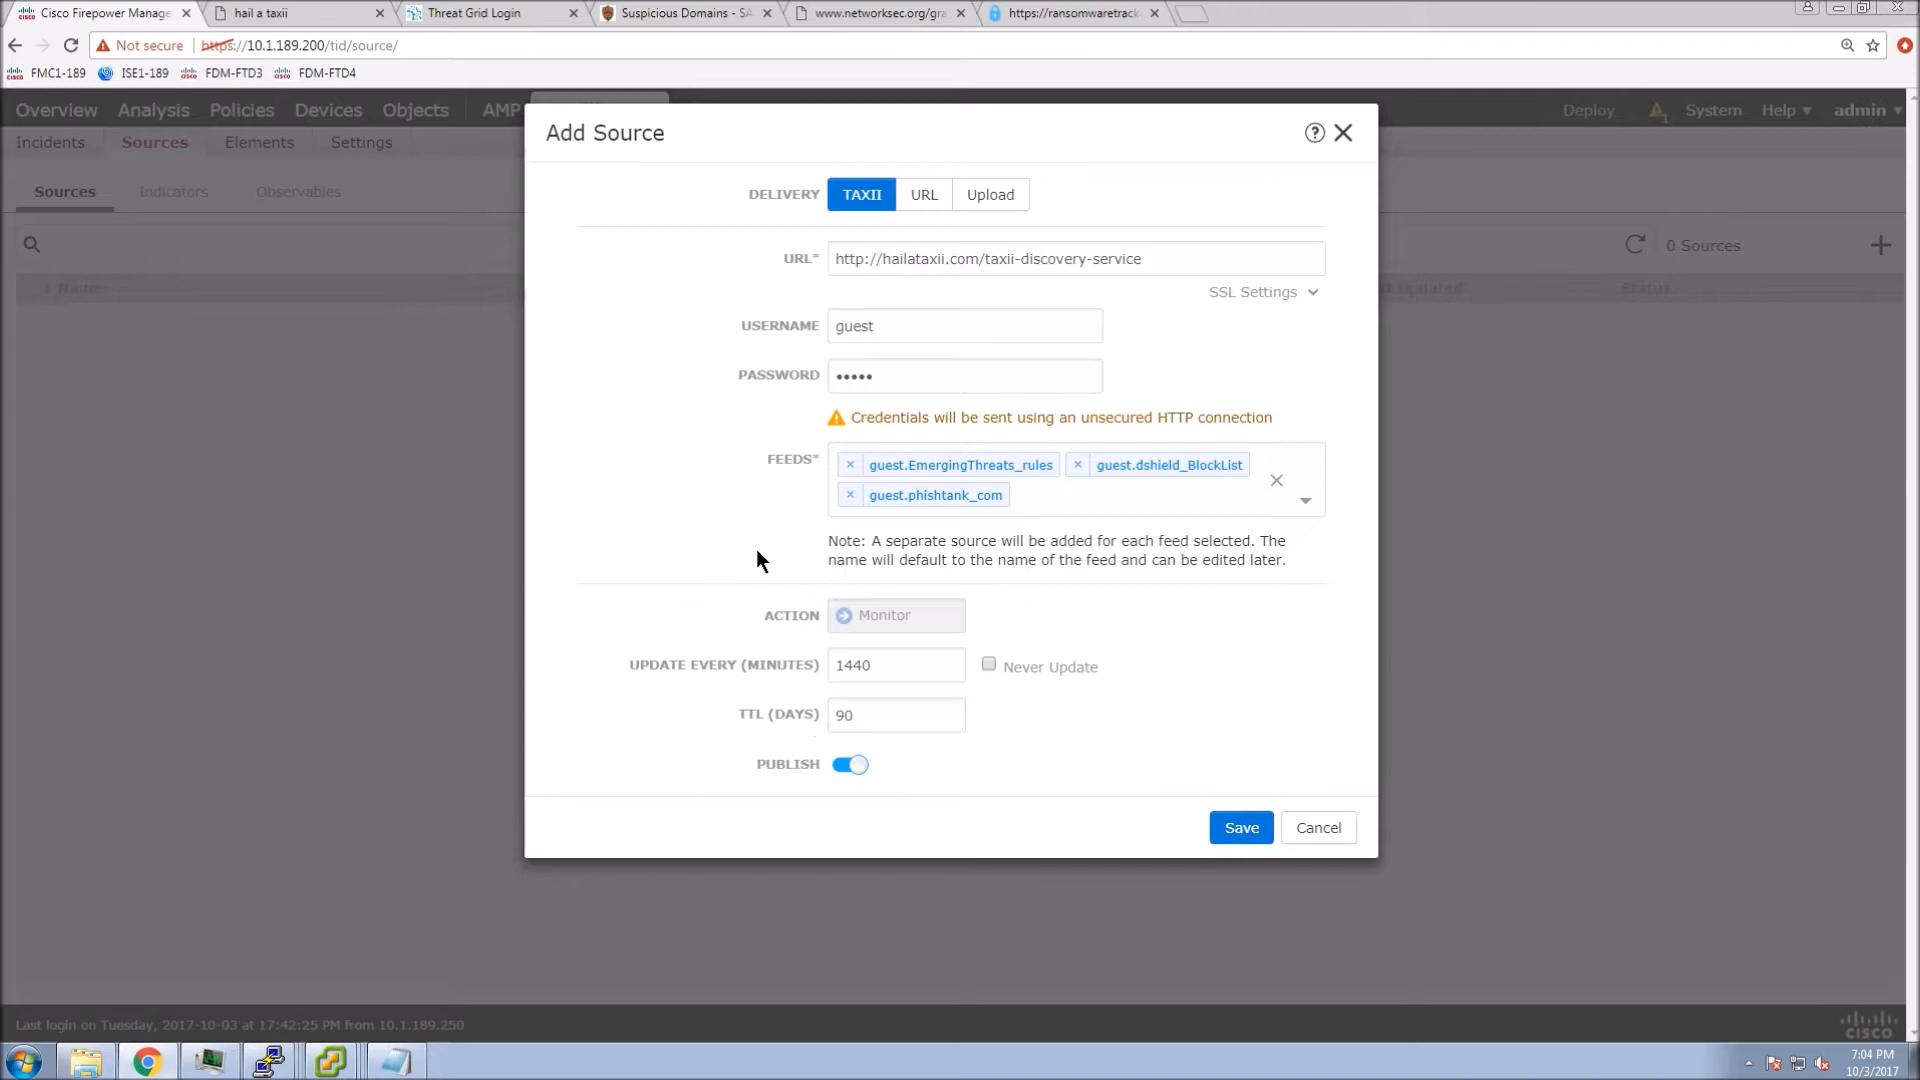 Cisco Firepower Manage
hail a taxii
Threat Grid Login
Suspicious Domains - SA
www.networksec.org/gra
https://ransomwaretrack
Not secure
https://10.1.189.200/tid/source/
FMC1-189
ISE1-189
FDM-FTD3
FDM-FTD4
Overview
Analysis
Policies
Devices
Objects
AMP
Deploy
1
System
Help
admin
Incidents
Sources
Elements
Settings
Sources
Indicators
Observables
0 Sources
Name
Updated
Status
Add Source
DELIVERY
TAXII
URL
Upload
URL*
http://hailataxii.com/taxii-discovery-service
SSL Settings
USERNAME
guest
PASSWORD
•••••
Credentials will be sent using an unsecured HTTP connection
FEEDS*
guest.EmergingThreats_rules
guest.dshield_BlockList
guest.phishtank_com
Note: A separate source will be added for each feed selected. The
name will default to the name of the feed and can be edited later.
ACTION
Monitor
UPDATE EVERY (MINUTES)
1440
Never Update
TTL (DAYS)
90
PUBLISH
Save
Cancel
Last login on Tuesday, 2017-10-03 at 17:42:25 PM from 10.1.189.250
CISCO
7:04 PM
10/3/2017